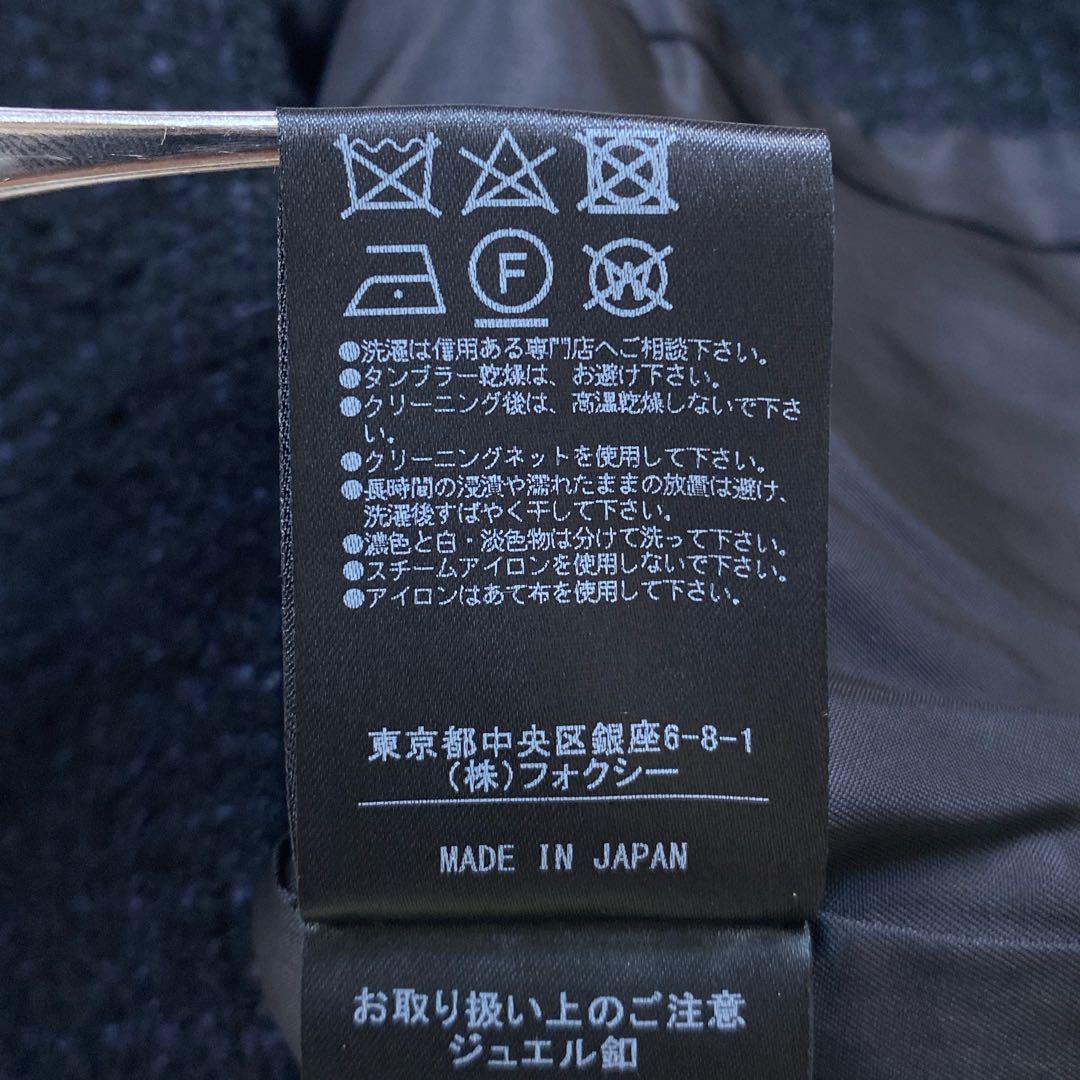 F W
●洗濯は信用ある専門店へご相談下さい。
●タンブラー乾燥は、お避け下さい。
●クリーニング後は、高温乾燥しないで下さ
い。
●クリーニングネットを使用して下さい。
●長時間の浸漬や濡れたままの放置は避け、
洗濯後すばやく干して下さい。
●濃色と白・淡色物は分けて洗って下さい。
●スチームアイロンを使用しないで下さい。
●アイロンはあて布を使用して下さい。
東京都中央区銀座6-8-1
(株)フォクシー
MADE IN JAPAN
お取り扱い上のご注意
ジュエル釦